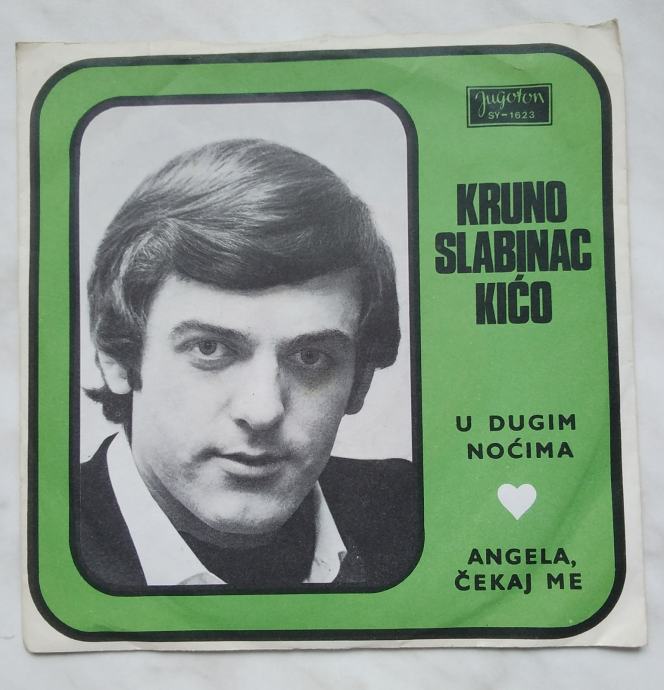 Jugoton
SY-1623
KRUNO
SLABINAC
KIĆO
U DUGIM
NOĆIMA
ANGELA,
ČEKAJ ME